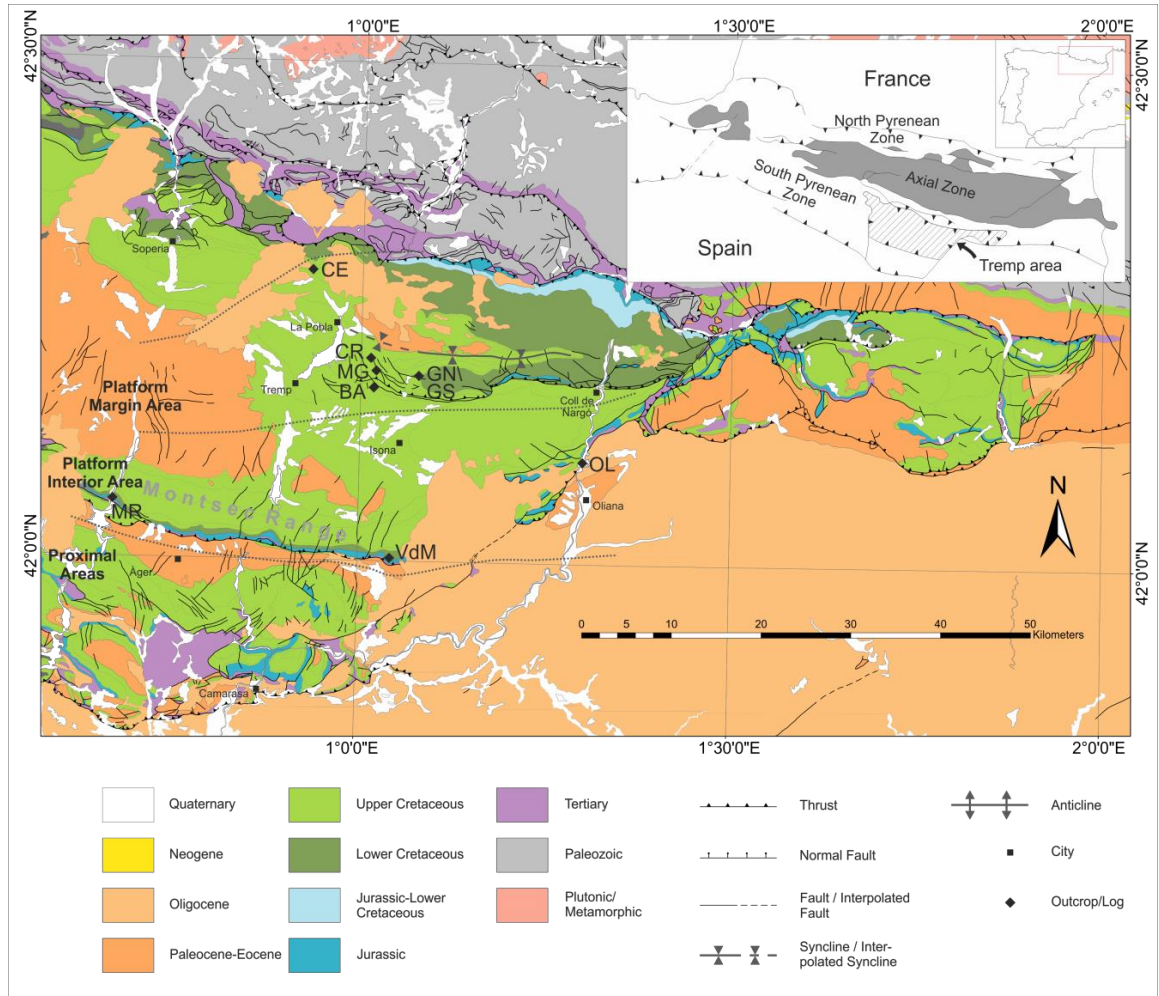 1°0'0"E
1°30'0"E
2°0'0"E
42°30'0"N
42°30'0"N
France
North Pyrenean
Zone
Axial Zone
South Pyrenean
Zone
Spain
Tremp area
Soperia
CE
La Pobla
CR
MG
BA
GN
GS
Tremp
Coll de
Nargo
Platform
Margin Area
Isona
Platform
Interior Area
OL
Oliana
MR
Montsec Range
N
VdM
42°0'0"N
42°0'0"N
Proximal
Areas
Àger
0
5
10
20
30
40
50
Kilometers
Camarasa
1°0'0"E
1°30'0"E
2°0'0"E
Quaternary
Upper Cretaceous
Tertiary
Thrust
Anticline
Neogene
Lower Cretaceous
Paleozoic
Normal Fault
City
Oligocene
Jurassic-Lower
Cretaceous
Plutonic/
Metamorphic
Fault / Interpolated
Fault
Outcrop/Log
Paleocene-Eocene
Jurassic
Syncline / Inter-
polated Syncline